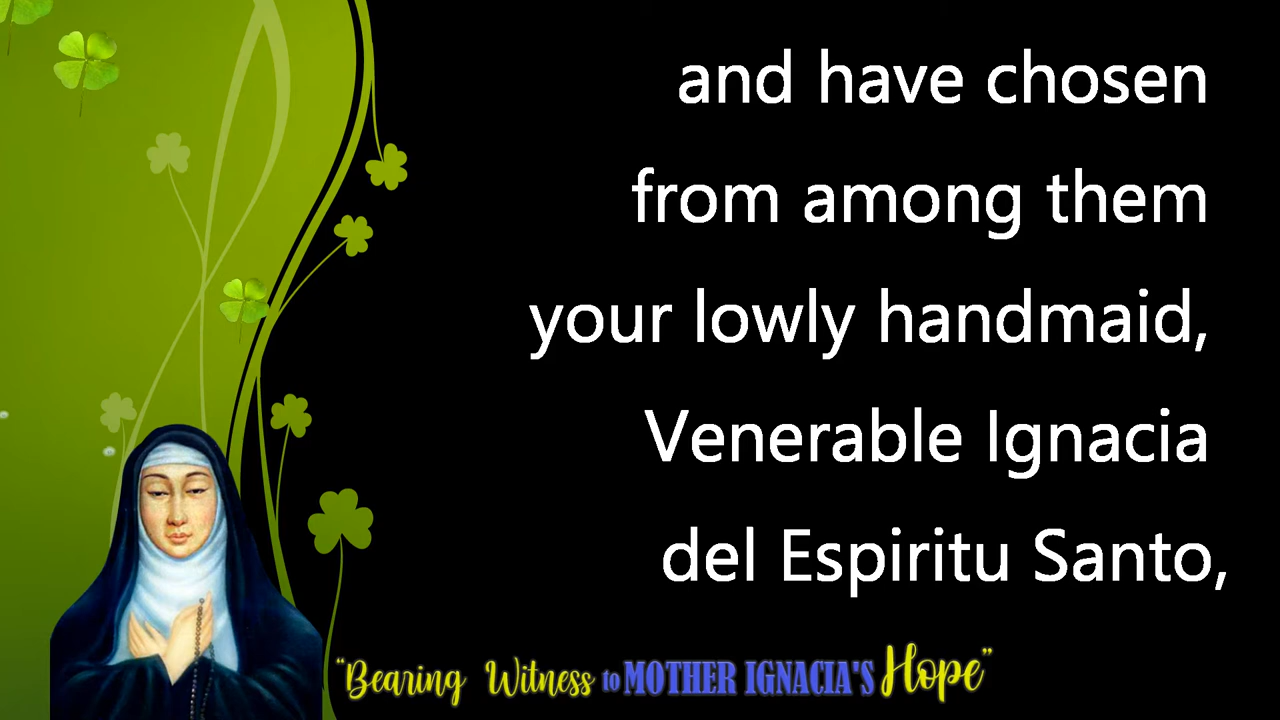 and have chosen
from among them
your lowly handmaid,
Venerable Ignacia
del Espiritu Santo,
"Bearing Witness to MOTHER IGNACIA'S Hope"